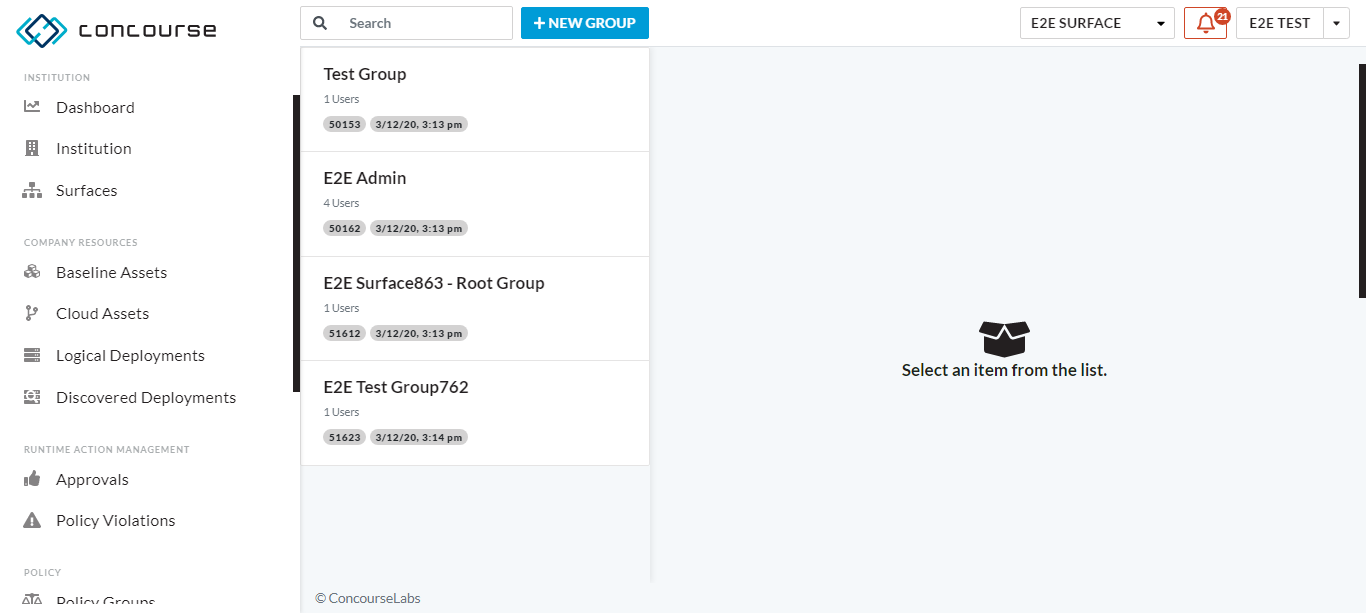 concourse
Search
+ NEW GROUP
E2E SURFACE
21
E2E TEST
INSTITUTION
Dashboard
Institution
Surfaces
COMPANY RESOURCES
Baseline Assets
Cloud Assets
Logical Deployments
Discovered Deployments
RUNTIME ACTION MANAGEMENT
Approvals
Policy Violations
POLICY
Policy Groups
Test Group
1 Users
50153 3/12/20, 3:13 pm
E2E Admin
4 Users
50162 3/12/20, 3:13 pm
E2E Surface863 - Root Group
1 Users
51612 3/12/20, 3:13 pm
E2E Test Group762
1 Users
51623 3/12/20, 3:14 pm
Select an item from the list.
© ConcourseLabs